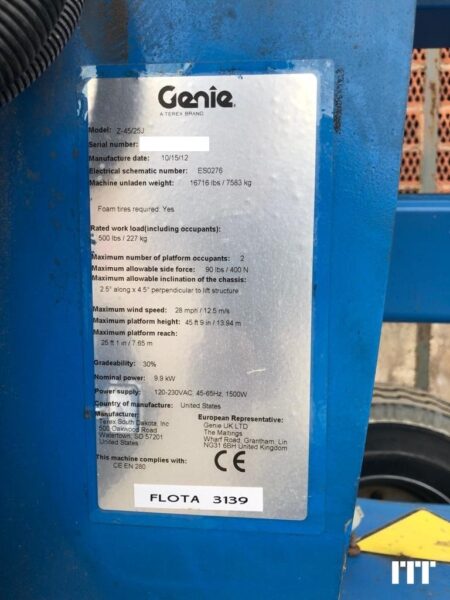 Genie
A TEREX BRAND
Model: Z-45/25J
Serial number:
Manufacture date: 10/15/12
Electrical schematic number: ES0276
Machine unladen weight: 16716 lbs / 7583 kg
Foam tires required: Yes
Rated work load(including occupants):
500 lbs / 227 kg
Maximum number of platform occupants: 2
Maximum allowable side force: 90 lbs / 400 N
Maximum allowable inclination of the chassis:
2.5° along x 4.5° perpendicular to lift structure
Maximum wind speed: 28 mph / 12.5 m/s
Maximum platform height: 45 ft 9 in / 13.94 m
Maximum platform reach:
25 ft 1 in / 7.65 m
Gradeability: 30%
Nominal power: 9.9 kW
Power supply: 120-230VAC, 45-65Hz, 1500W
Country of manufacture: United States
Manufacturer:
Terex South Dakota, Inc
500 Oakwood Road
Watertown, SD 57201
United States
European Representative:
Genie UK LTD
The Maltings
Wharf Road, Grantham, Lin
NG31 6BH United Kingdom
This machine complies with:
CE EN 280
CE
FLOTA 3139
ITT